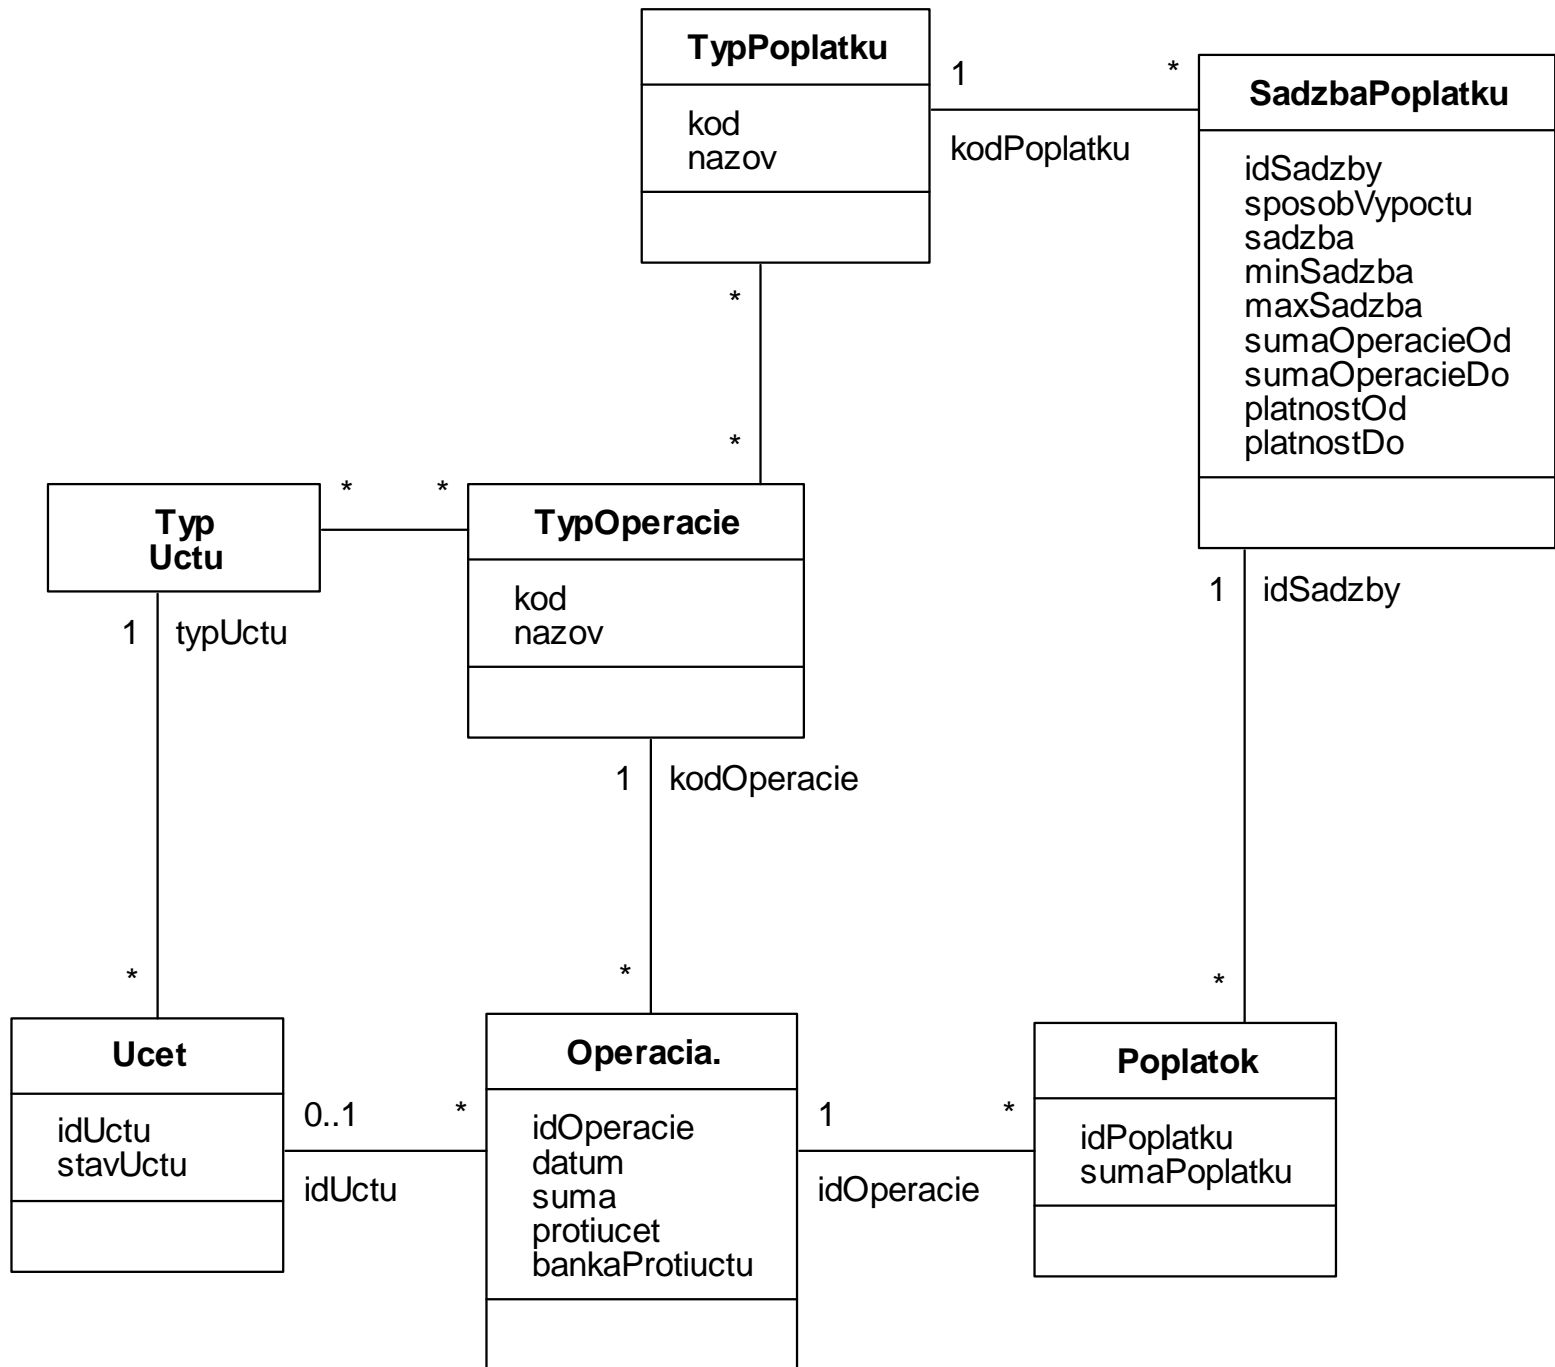 TypPoplatku
kod
nazov
1
*
kodPoplatku
SadzbaPoplatku
idSadzby
sposobVypoctu
sadzba
minSadzba
maxSadzba
sumaOperacieOd
sumaOperacieDo
platnostOd
platnostDo
*
*
Typ
Uctu
*
*
TypOperacie
kod
nazov
1
typUctu
1
idSadzby
1
kodOperacie
*
*
*
Ucet
idUctu
stavUctu
0..1
*
idUctu
Operacia.
idOperacie
datum
suma
protiucet
bankaProtiuctu
1
*
idOperacie
Poplatok
idPoplatku
sumaPoplatku